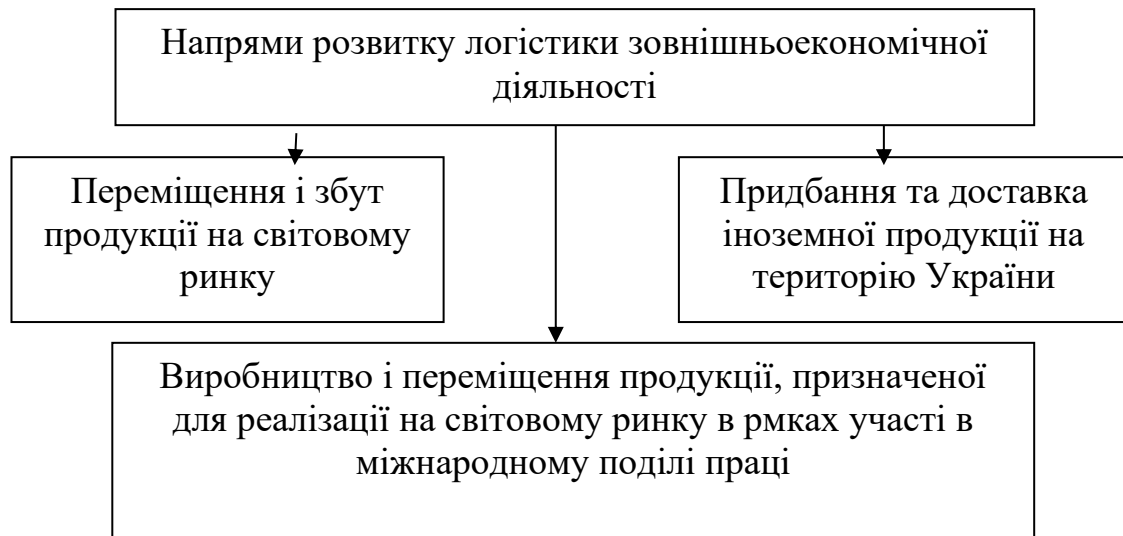 Напрями розвитку логістики зовнішньоекономічної
діяльності
Переміщення і збут
продукції на світовому
ринку
Придбання та доставка
іноземної продукції на
територію України
Виробництво і переміщення продукції, призначеної
для реалізації на світовому ринку в рмках участі в
міжнародному поділі праці